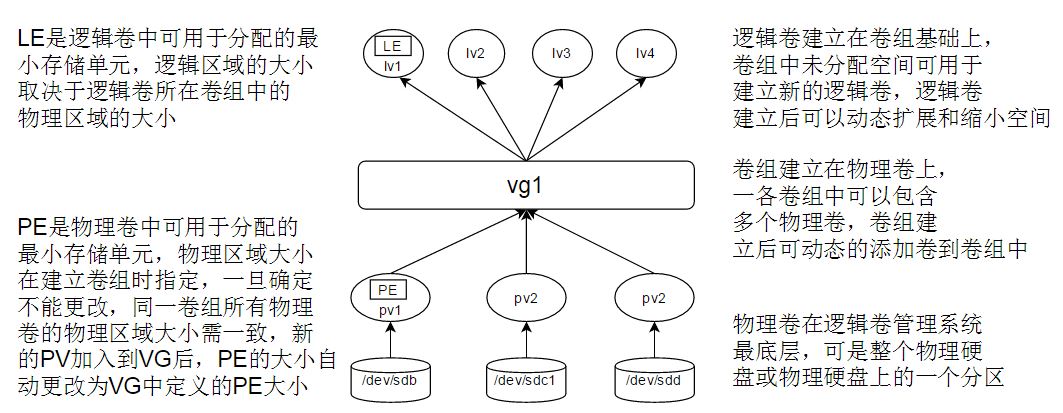 LE是逻辑卷中可用于分配的最
小存储单元，逻辑区域的大小
取决于逻辑卷所在卷组中的
物理区域的大小
LE
lv1
lv2
lv3
lv4
逻辑卷建立在卷组基础上，
卷组中未分配空间可用于
建立新的逻辑卷，逻辑卷
建立后可以动态扩展和缩小空间
vg1
卷组建立在物理卷上，
一各卷组中可以包含
多个物理卷，卷组建
立后可动态的添加卷到卷组中
PE是物理卷中可用于分配的
最小存储单元，物理区域大小
在建立卷组时指定，一旦确定
不能更改，同一卷组所有物理
卷的物理区域大小需一致，新
的PV加入到VG后，PE的大小自
动更改为VG中定义的PE大小
PE
pv1
pv2
pv2
/dev/sdb
/dev/sdc1
/dev/sdd
物理卷在逻辑卷管理系统
最底层，可是整个物理硬
盘或物理硬盘上的一个分区